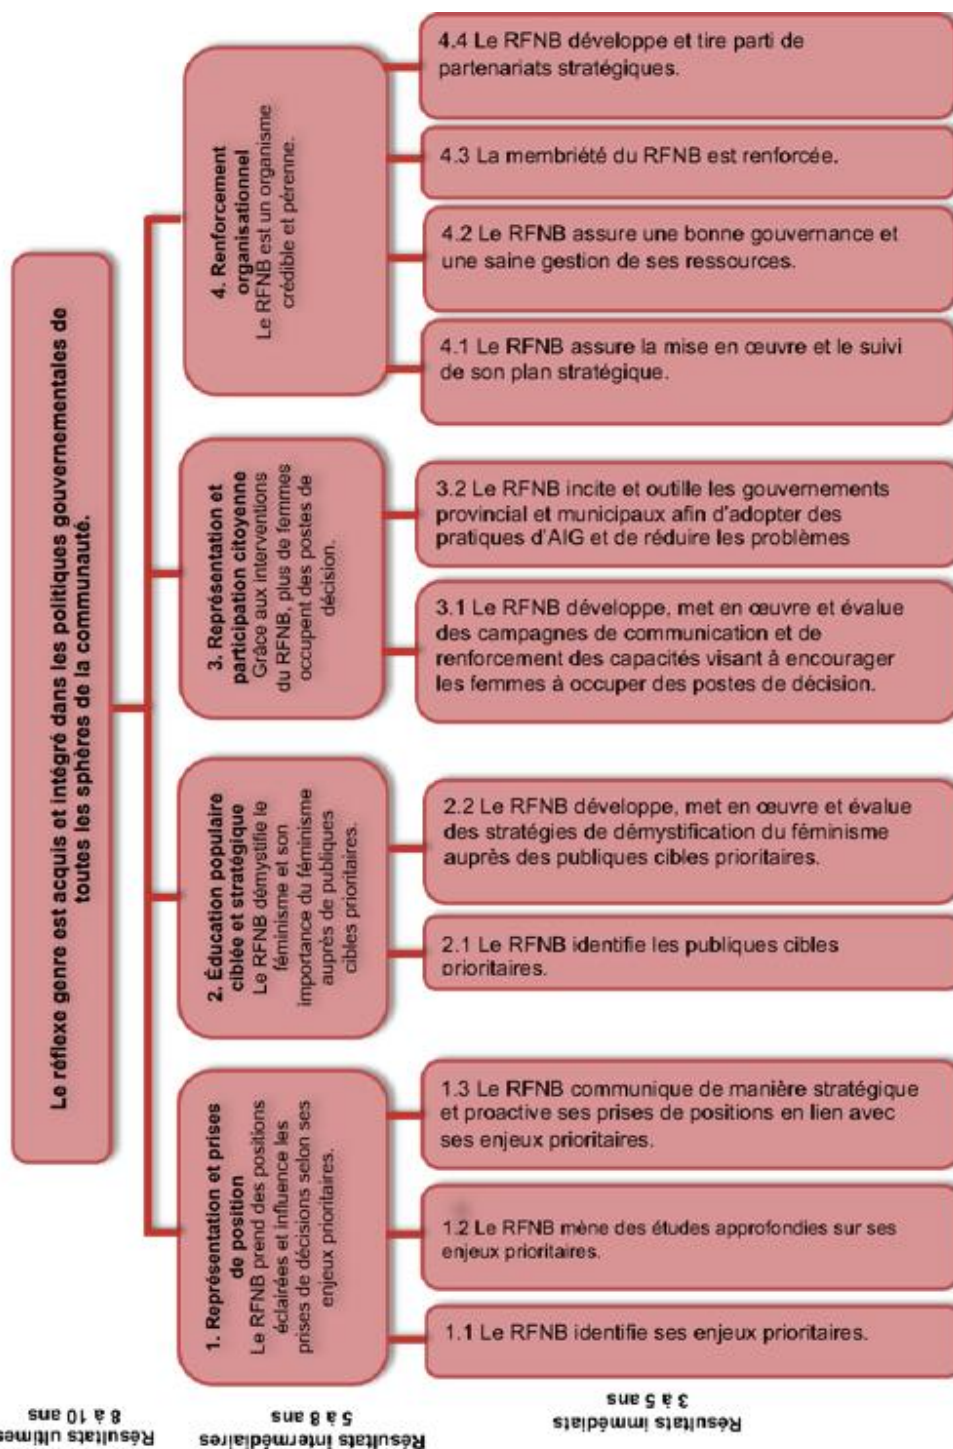 Le réflexe genre est acquis et intégré dans les politiques gouvernementales de
toutes les sphères de la communauté.
1. Représentation et prises
de position
Le RFNB prend des positions
éclairées et influence les
prises de décisions selon ses
enjeux prioritaires.
2. Éducation populaire
ciblée et stratégique
Le RFNB démystifie le
féminisme et son
importance du féminisme
auprès de publiques
cibles prioritaires.
3. Représentation et
participation citoyenne
Grâce aux interventions
du RFNB, plus de femmes
occupent des postes de
décision.
4. Renforcement
organisationnel
Le RFNB est un organisme
crédible et pérenne.
4.4 Le RFNB développe et tire parti de
partenariats stratégiques.
4.3 La membriété du RFNB est renforcée.
4.2 Le RFNB assure une bonne gouvernance et
une saine gestion de ses ressources.
4.1 Le RFNB assure la mise en œuvre et le suivi
de son plan stratégique.
3.2 Le RFNB incite et outille les gouvernements
provincial et municipaux afin d'adopter des
pratiques d'AIG et de réduire les problèmes
3.1 Le RFNB développe, met en œuvre et évalue
des campagnes de communication et de
renforcement des capacités visant à encourager
les femmes à occuper des postes de décision.
2.2 Le RFNB développe, met en œuvre et évalue
des stratégies de démystification du féminisme
auprès des publiques cibles prioritaires.
2.1 Le RFNB identifie les publiques cibles
prioritaires.
1.3 Le RFNB communique de manière stratégique
et proactive ses prises de positions en lien avec
ses enjeux prioritaires.
1.2 Le RFNB mène des études approfondies sur ses
enjeux prioritaires.
1.1 Le RFNB identifie ses enjeux prioritaires.
Résultats ultimes
8 à 10 ans
Résultats intermédiaires
5 à 8 ans
Résultats immédiats
3 à 5 ans